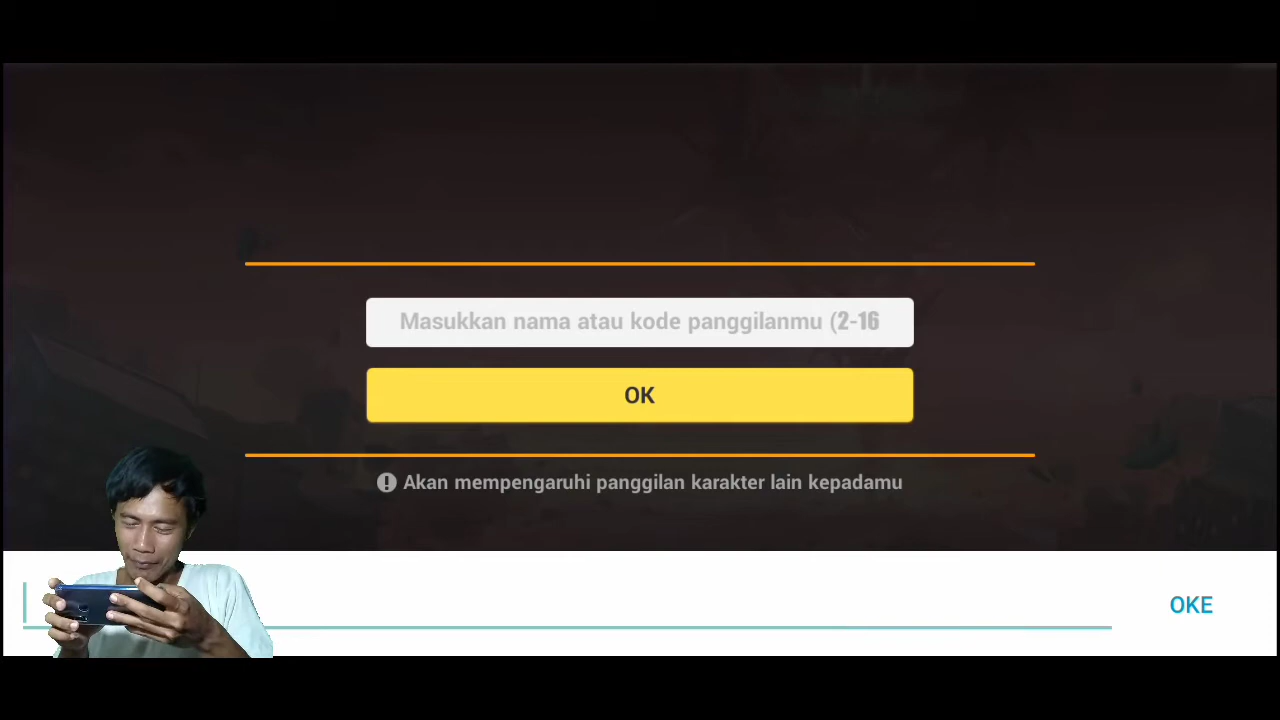 Masukkan nama atau kode panggilanmu (2-16
OK
Akan mempengaruhi panggilan karakter lain kepadamu
OKE